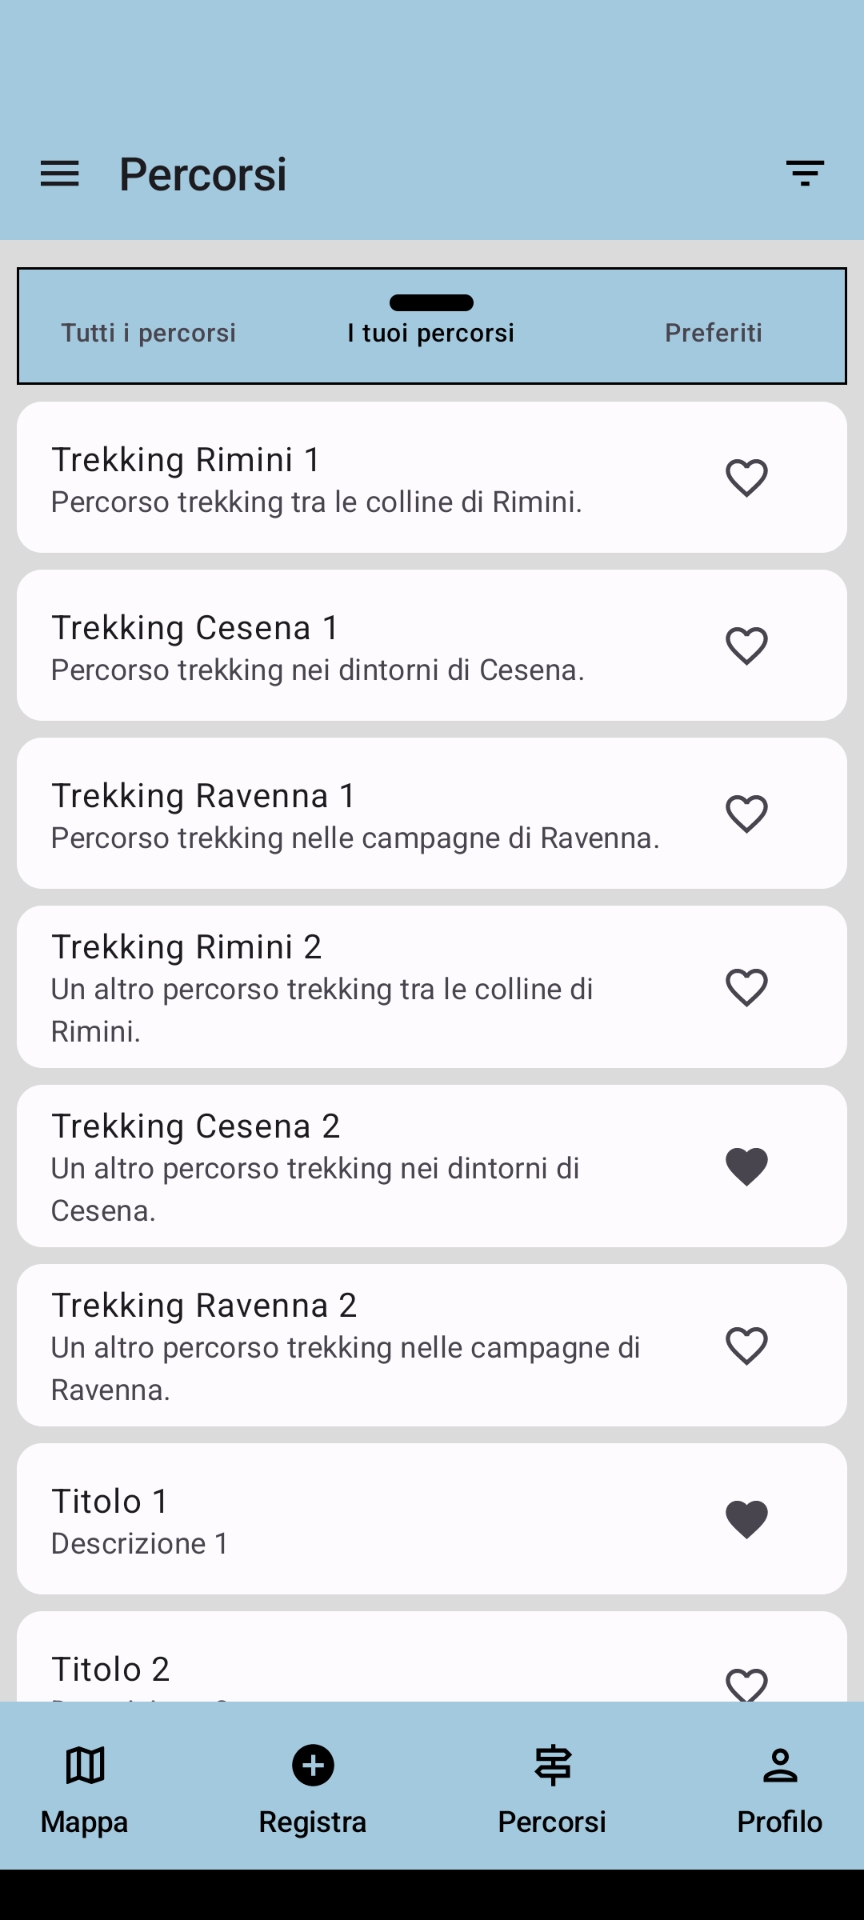 Percorsi
Tutti i percorsi
I tuoi percorsi
Preferiti
Trekking Rimini 1
Percorso trekking tra le colline di Rimini.
Trekking Cesena 1
Percorso trekking nei dintorni di Cesena.
Trekking Ravenna 1
Percorso trekking nelle campagne di Ravenna.
Trekking Rimini 2
Un altro percorso trekking tra le colline di
Rimini.
Trekking Cesena 2
Un altro percorso trekking nei dintorni di
Cesena.
Trekking Ravenna 2
Un altro percorso trekking nelle campagne di
Ravenna.
Titolo 1
Descrizione 1
Titolo 2
Mappa
Registra
Percorsi
Profilo